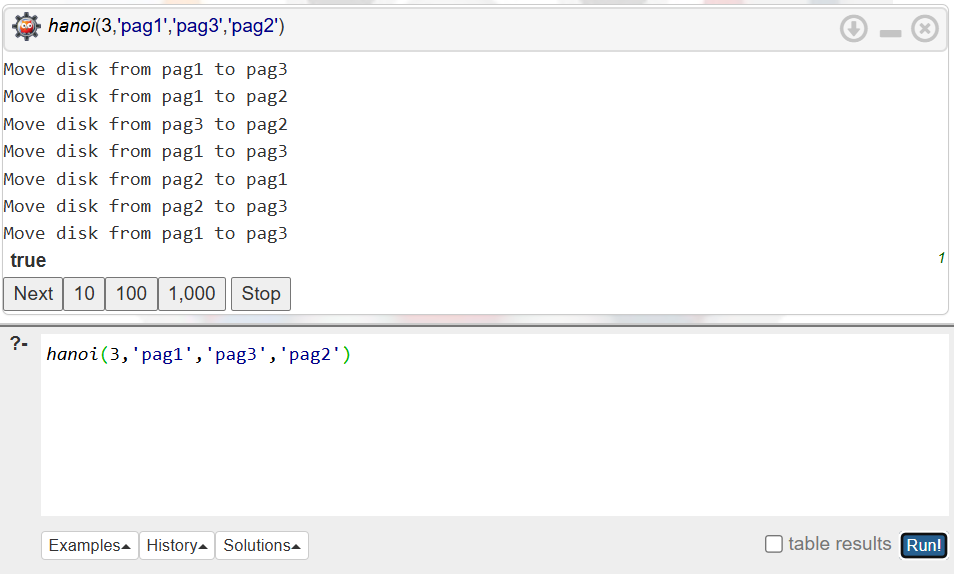 hanoi(3,'pag1','pag3','pag2')
Move disk from pag1 to pag3
Move disk from pag1 to pag2
Move disk from pag3 to pag2
Move disk from pag1 to pag3
Move disk from pag2 to pag1
Move disk from pag2 to pag3
Move disk from pag1 to pag3
true 1
Next 10 100 1,000 Stop
?- hanoi(3,'pag1','pag3','pag2')
Examples History Solutions table results Run!